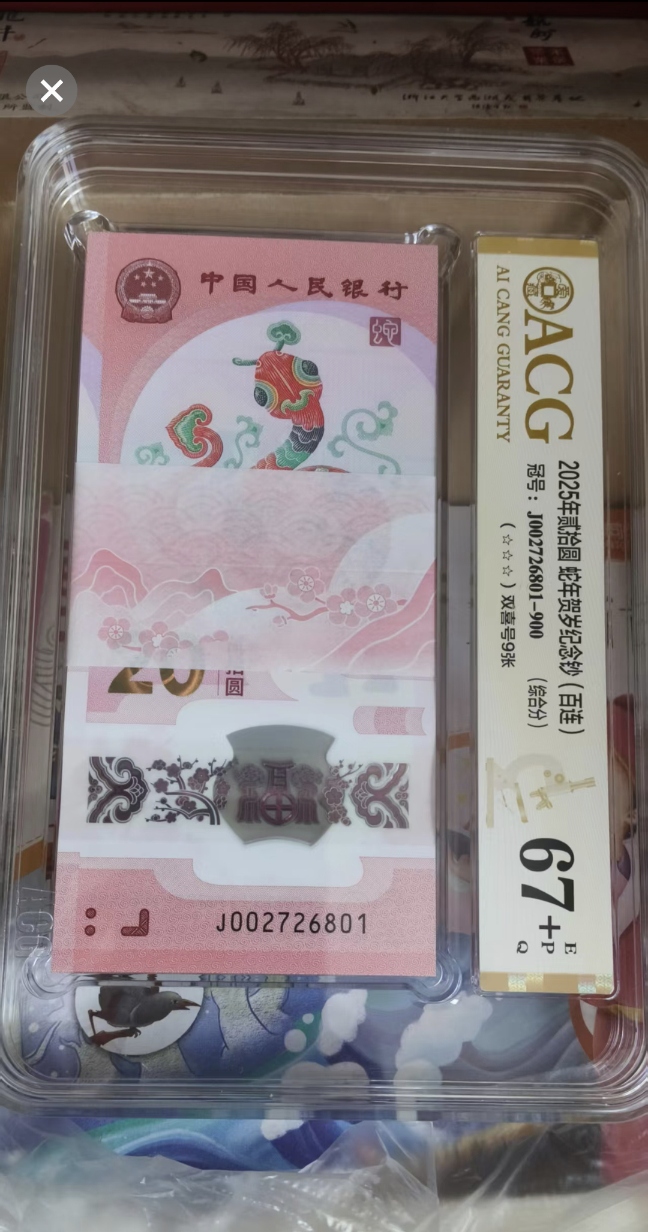 中国人民银行
蛇
20
拾圆
J002726801
ACG
AI CANG GUARANTY
2025年贰拾圆 蛇年贺岁纪念钞（百连）
冠号：J002726801-900 （综合分）
（☆☆☆）双喜号9张
67+
E
P
Q